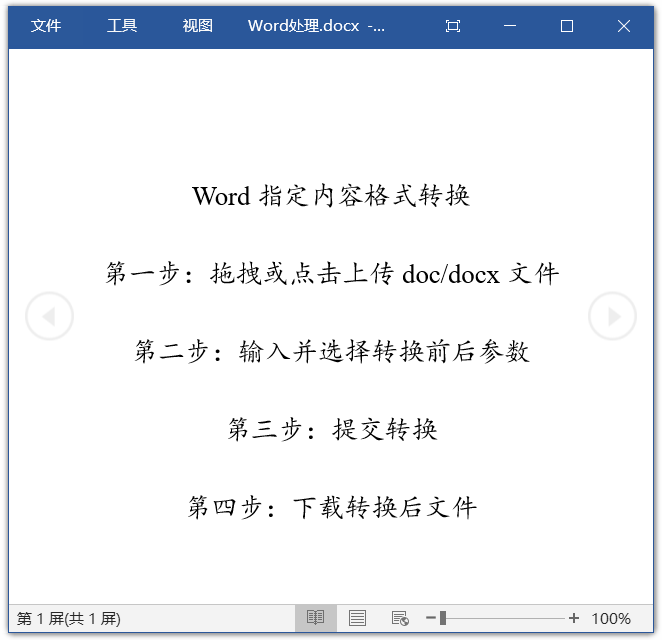 文件 工具 视图 Word处理.docx -...
Word 指定内容格式转换
第一步：拖拽或点击上传 doc/docx 文件
第二步：输入并选择转换前后参数
第三步：提交转换
第四步：下载转换后文件
第 1 屏(共 1 屏) 100%